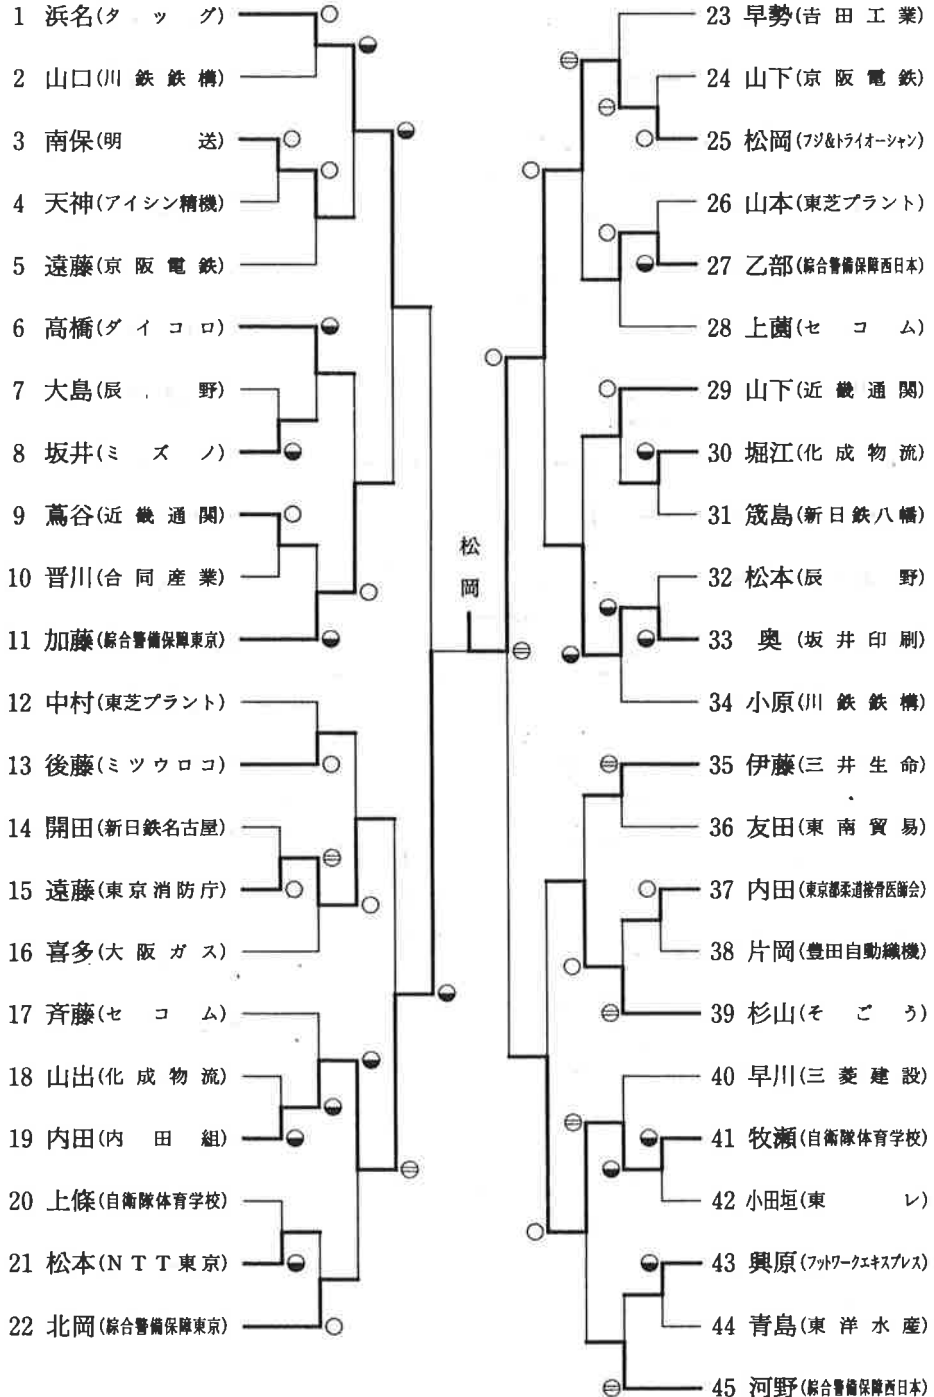 1 浜名(タッグ)
2 山口(川鉄鉄構)
3 南保(明送)
4 天神(アイシン精機)
5 遠藤(京阪電鉄)
6 高橋(ダイコロ)
7 大島(辰野)
8 坂井(ミズノ)
9 蔦谷(近畿通関)
10 晋川(合同産業)
11 加藤(綜合警備保障東京)
12 中村(東芝プラント)
13 後藤(ミツウロコ)
14 開田(新日鉄名古屋)
15 遠藤(東京消防庁)
16 喜多(大阪ガス)
17 斉藤(セコム)
18 山出(化成物流)
19 内田(内田組)
20 上條(自衛隊体育学校)
21 松本(NTT東京)
22 北岡(綜合警備保障東京)
松岡
23 早勢(吉田工業)
24 山下(京阪電鉄)
25 松岡(フジ&トライオーシャン)
26 山本(東芝プラント)
27 乙部(綜合警備保障西日本)
28 上薗(セコム)
29 山下(近畿通関)
30 堀江(化成物流)
31 筬島(新日鉄八幡)
32 松本(辰野)
33 奥(坂井印刷)
34 小原(川鉄鉄構)
35 伊藤(三井生命)
36 友田(東南貿易)
37 内田(東京都柔道接骨医師会)
38 片岡(豊田自動織機)
39 杉山(そごう)
40 早川(三菱建設)
41 牧瀬(自衛隊体育学校)
42 小田垣(東レ)
43 興原(フットワークエキスプレス)
44 青島(東洋水産)
45 河野(綜合警備保障西日本)